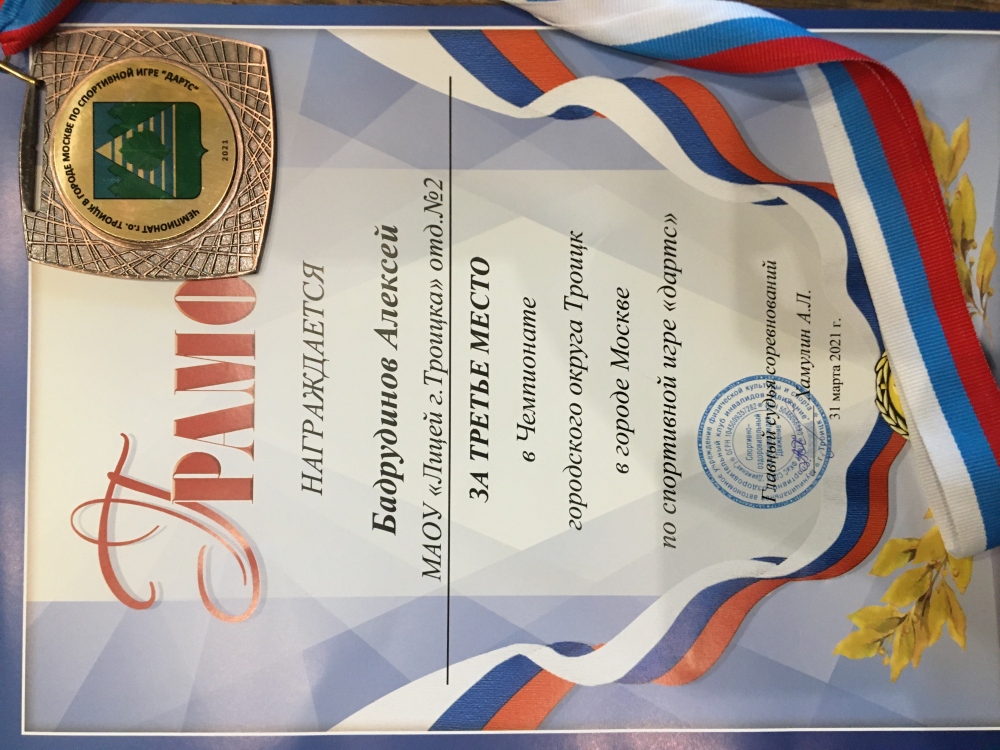 ЧЕМПИОНАТ г.о. ТРОИЦК В ГОРОДЕ МОСКВЕ ПО СПОРТИВНОЙ ИГРЕ "ДАРТС"
2021
ГРАМО
НАГРАЖДАЕТСЯ
Бадрудинов Алексей
МАОУ «Лицей г.Троицка» отд.№2
ЗА ТРЕТЬЕ МЕСТО
в Чемпионате
городского округа Троицк
в городе Москве
по спортивной игре «дартс»
Главный судья соревнований
Хамулин А.Л.
31 марта 2021 г.